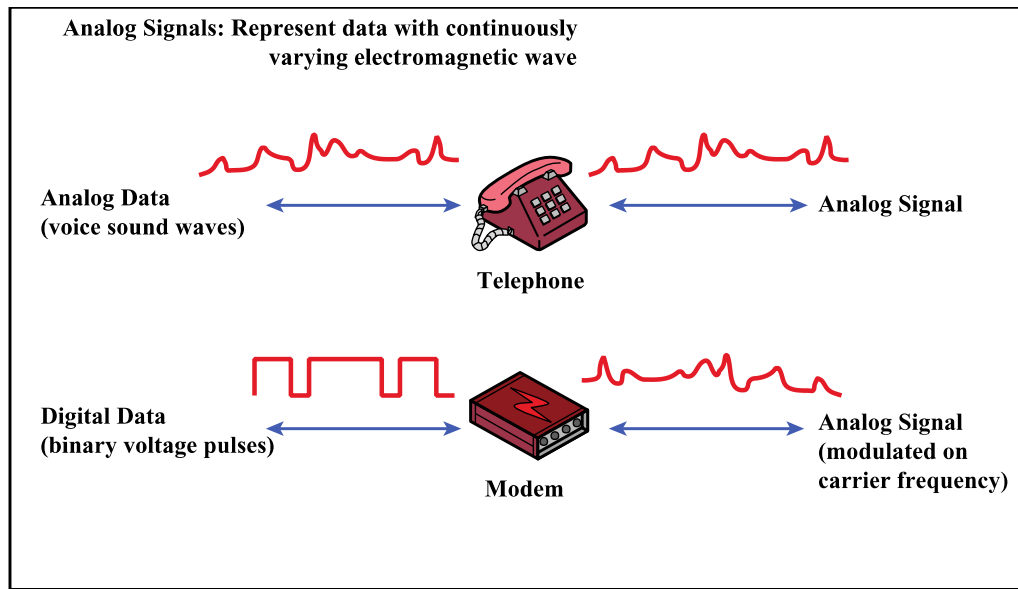 Analog Signals: Represent data with continuously
varying electromagnetic wave
Analog Data
(voice sound waves)
Telephone
Analog Signal
Digital Data
(binary voltage pulses)
Modem
Analog Signal
(modulated on
carrier frequency)